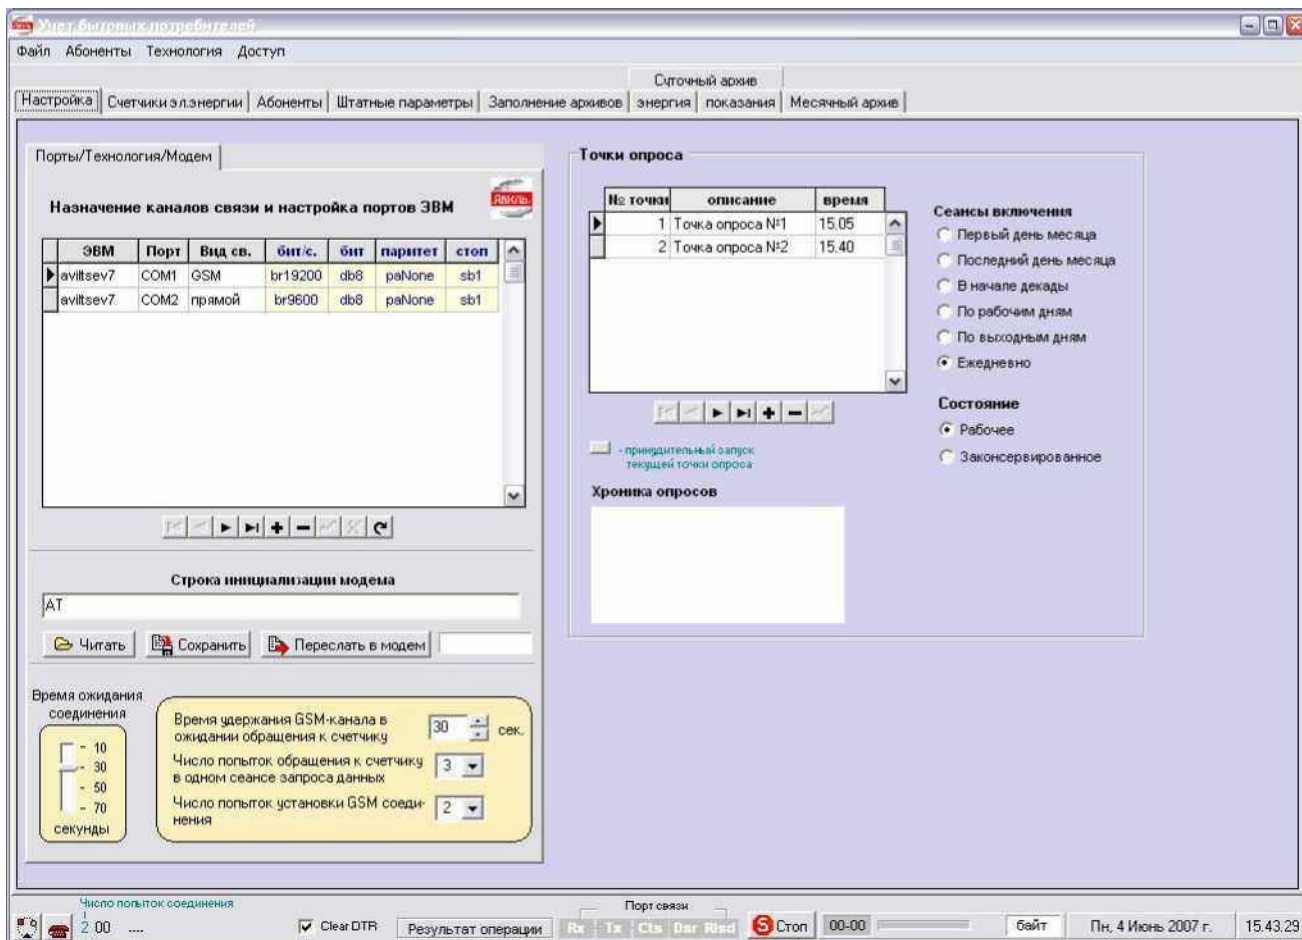 Учет бытовых потребителей
Файл Абоненты Технология Доступ
Суточный архив
Настройка Счетчики эл.энергии Абоненты Штатные параметры Заполнение архивов энергия показания Месячный архив
Порты/Технология/Модем
Назначение каналов связи и настройка портов ЭВМ
ЭВМ Порт Вид св. бит/с. бит паритет стоп
aviltsev7 COM1 GSM br19200 db8 paNone sb1
aviltsev7 COM2 прямой br9600 db8 paNone sb1
Строка инициализации модема
AT
Читать Сохранить Переслать в модем
Время ожидания
соединения
10
30
50
70
секунды
Время удержания GSM-канала в
ожидании обращения к счетчику
30 сек.
Число попыток обращения к счетчику
в одном сеансе запроса данных
3
Число попыток установки GSM соеди-
нения
2
Точки опроса
№ точки описание время
1 Точка опроса №1 15.05
2 Точка опроса №2 15.40
- принудительный запуск
текущей точки опроса
Хроника опросов
Сеансы включения
Первый день месяца
Последний день месяца
В начале декады
По рабочим дням
По выходным дням
Ежедневно
Состояние
Рабочее
Законсервированное
Число попыток соединения
2 00 ....
Clear DTR
Результат операции
Порт связи
Rx Tx Cts Dsr Rlsd
Стоп
00-00
байт
Пн, 4 Июнь 2007 г.
15.43.29